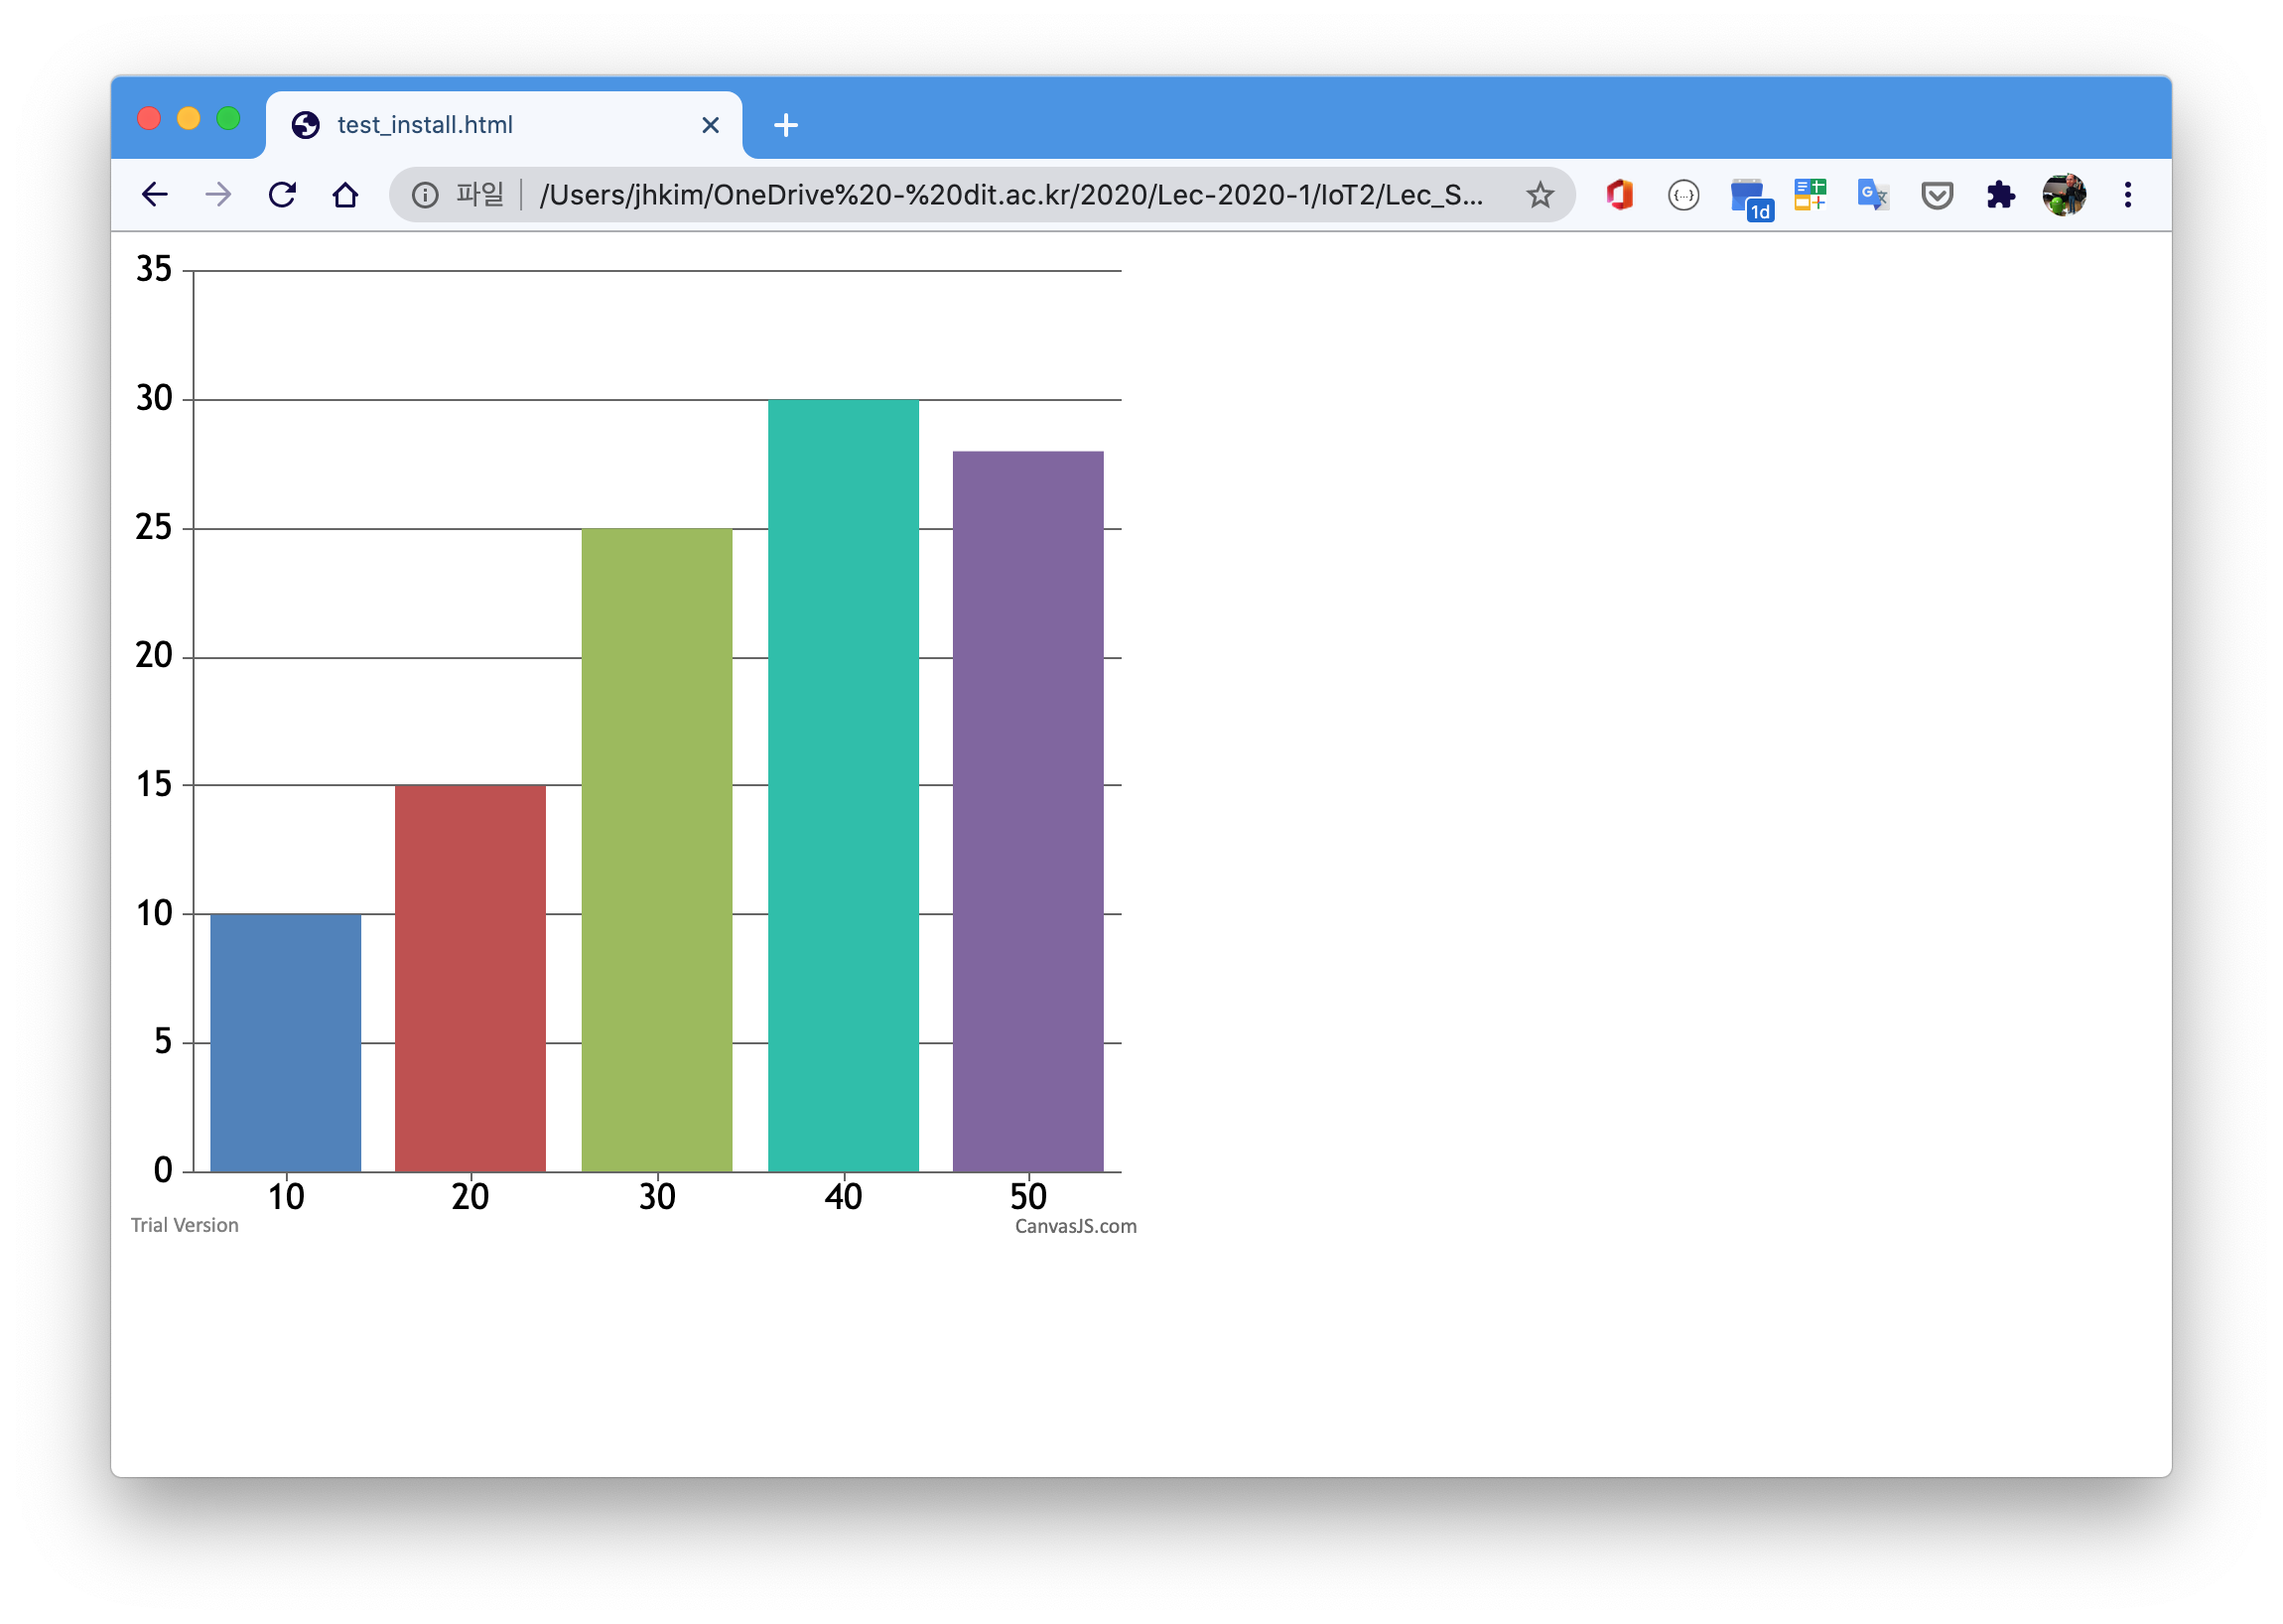 test_install.html
파일 /Users/jhkim/OneDrive%20-%20dit.ac.kr/2020/Lec-2020-1/IoT2/Lec_S...
1d
35
30
25
20
15
10
5
0
10 20 30 40 50
Trial Version CanvasJS.com